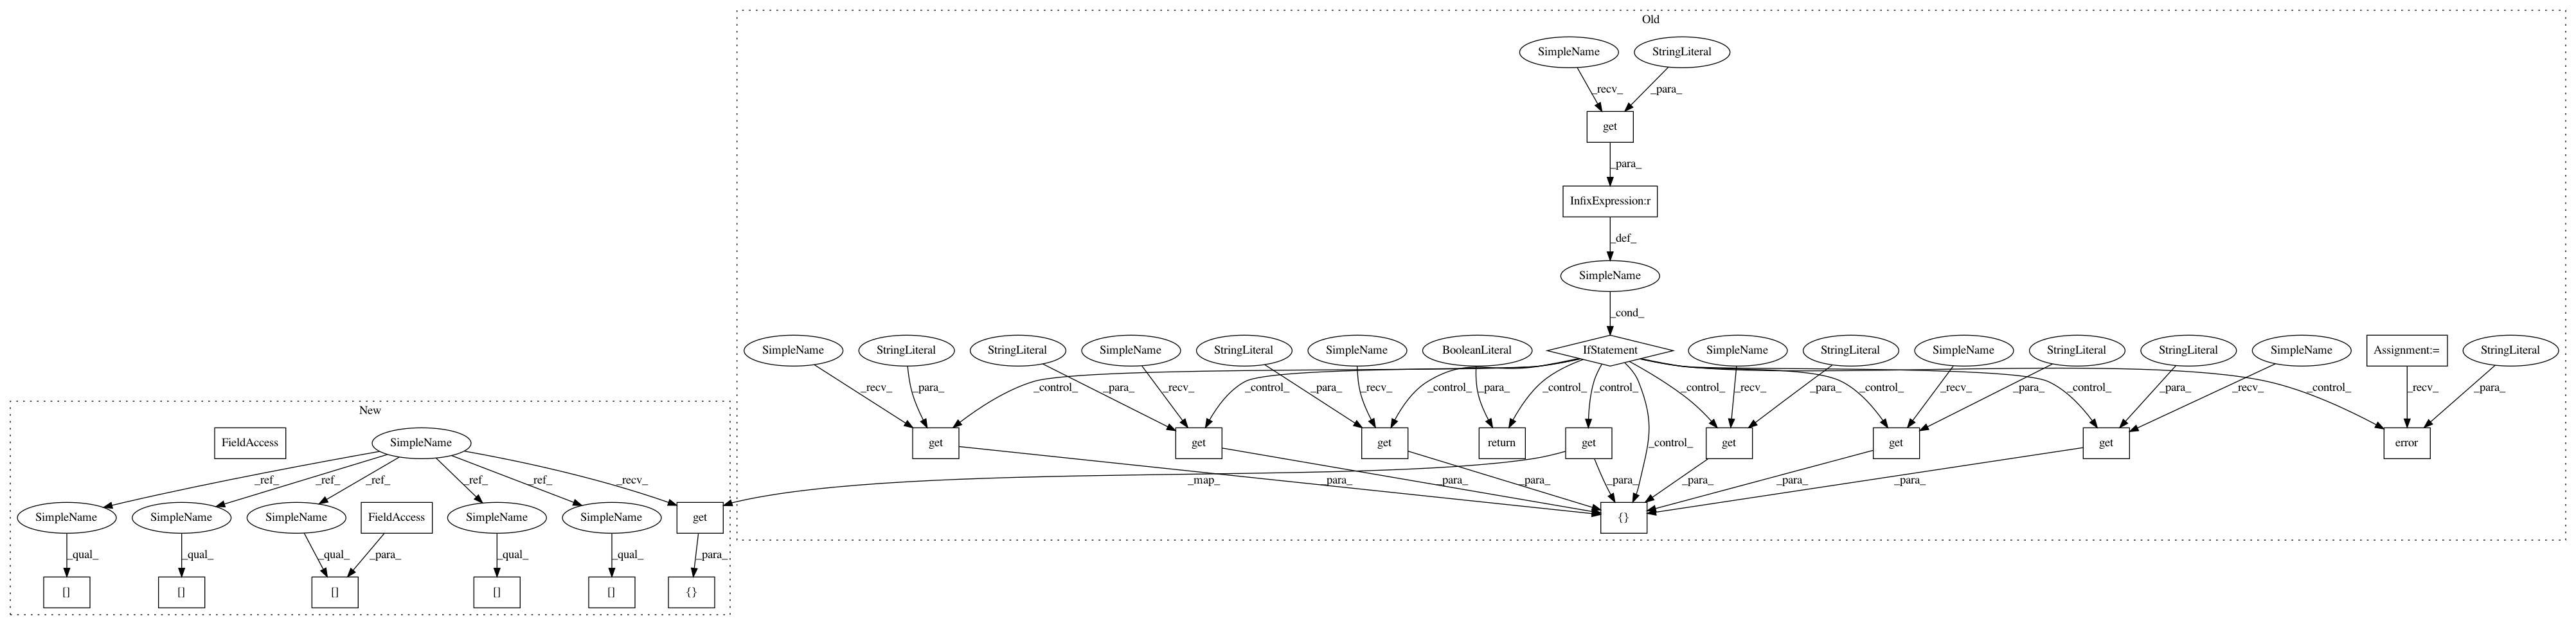 Old
SimpleName
StringLiteral
_recv_
_para_
get
_para_
InfixExpression:r
_def_
SimpleName
_cond_
SimpleName
StringLiteral
StringLiteral
SimpleName
StringLiteral
SimpleName
BooleanLiteral
IfStatement
SimpleName
StringLiteral
SimpleName
StringLiteral
StringLiteral
SimpleName
Assignment:=
StringLiteral
_recv_
_para_
_control_
_para_
_recv_
_control_
_para_
_recv_
_control_
_para_
_control_
_control_
_control_
_recv_
_para_
_control_
_recv_
_para_
_control_
_para_
_recv_
_control_
_recv_
_para_
New
FieldAccess
SimpleName
get
get
get
return
get
_control_
get
get
get
error
_ref_
_ref_
_ref_
_ref_
_ref_
_recv_
_map_
_para_
_para_
_para_
_para_
_para_
_para_
_para_
SimpleName
SimpleName
SimpleName
FieldAccess
SimpleName
SimpleName
get
{}
_qual_
_qual_
_qual_
_para_
_qual_
_qual_
_para_
[]
[]
[]
[]
[]
{}